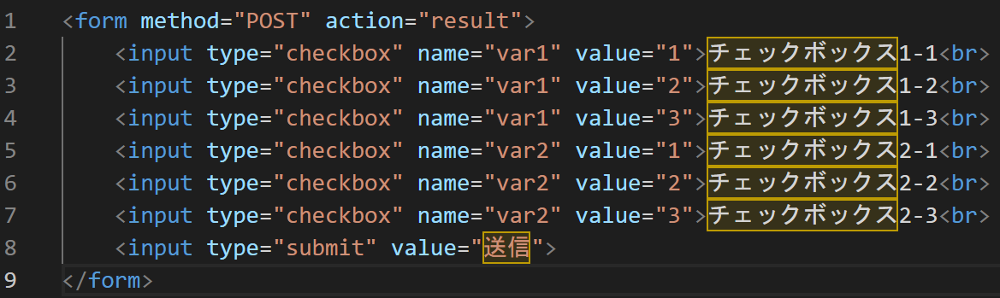 1 <form method="POST" action="result">
2     <input type="checkbox" name="var1" value="1">チェックボックス1-1<br>
3     <input type="checkbox" name="var1" value="2">チェックボックス1-2<br>
4     <input type="checkbox" name="var1" value="3">チェックボックス1-3<br>
5     <input type="checkbox" name="var2" value="1">チェックボックス2-1<br>
6     <input type="checkbox" name="var2" value="2">チェックボックス2-2<br>
7     <input type="checkbox" name="var2" value="3">チェックボックス2-3<br>
8     <input type="submit" value="送信">
9 </form>